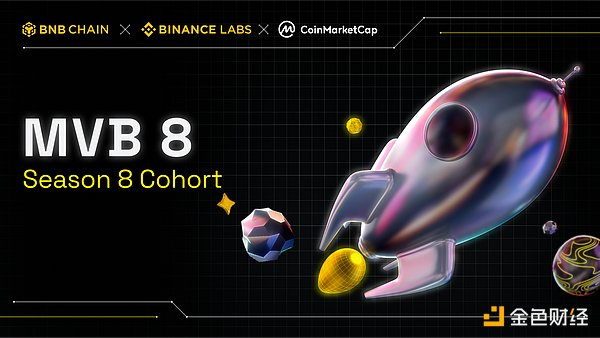 BNB CHAIN × BINANCE LABS × CoinMarketCap
MVB 8
Season 8 Cohort
金色财经